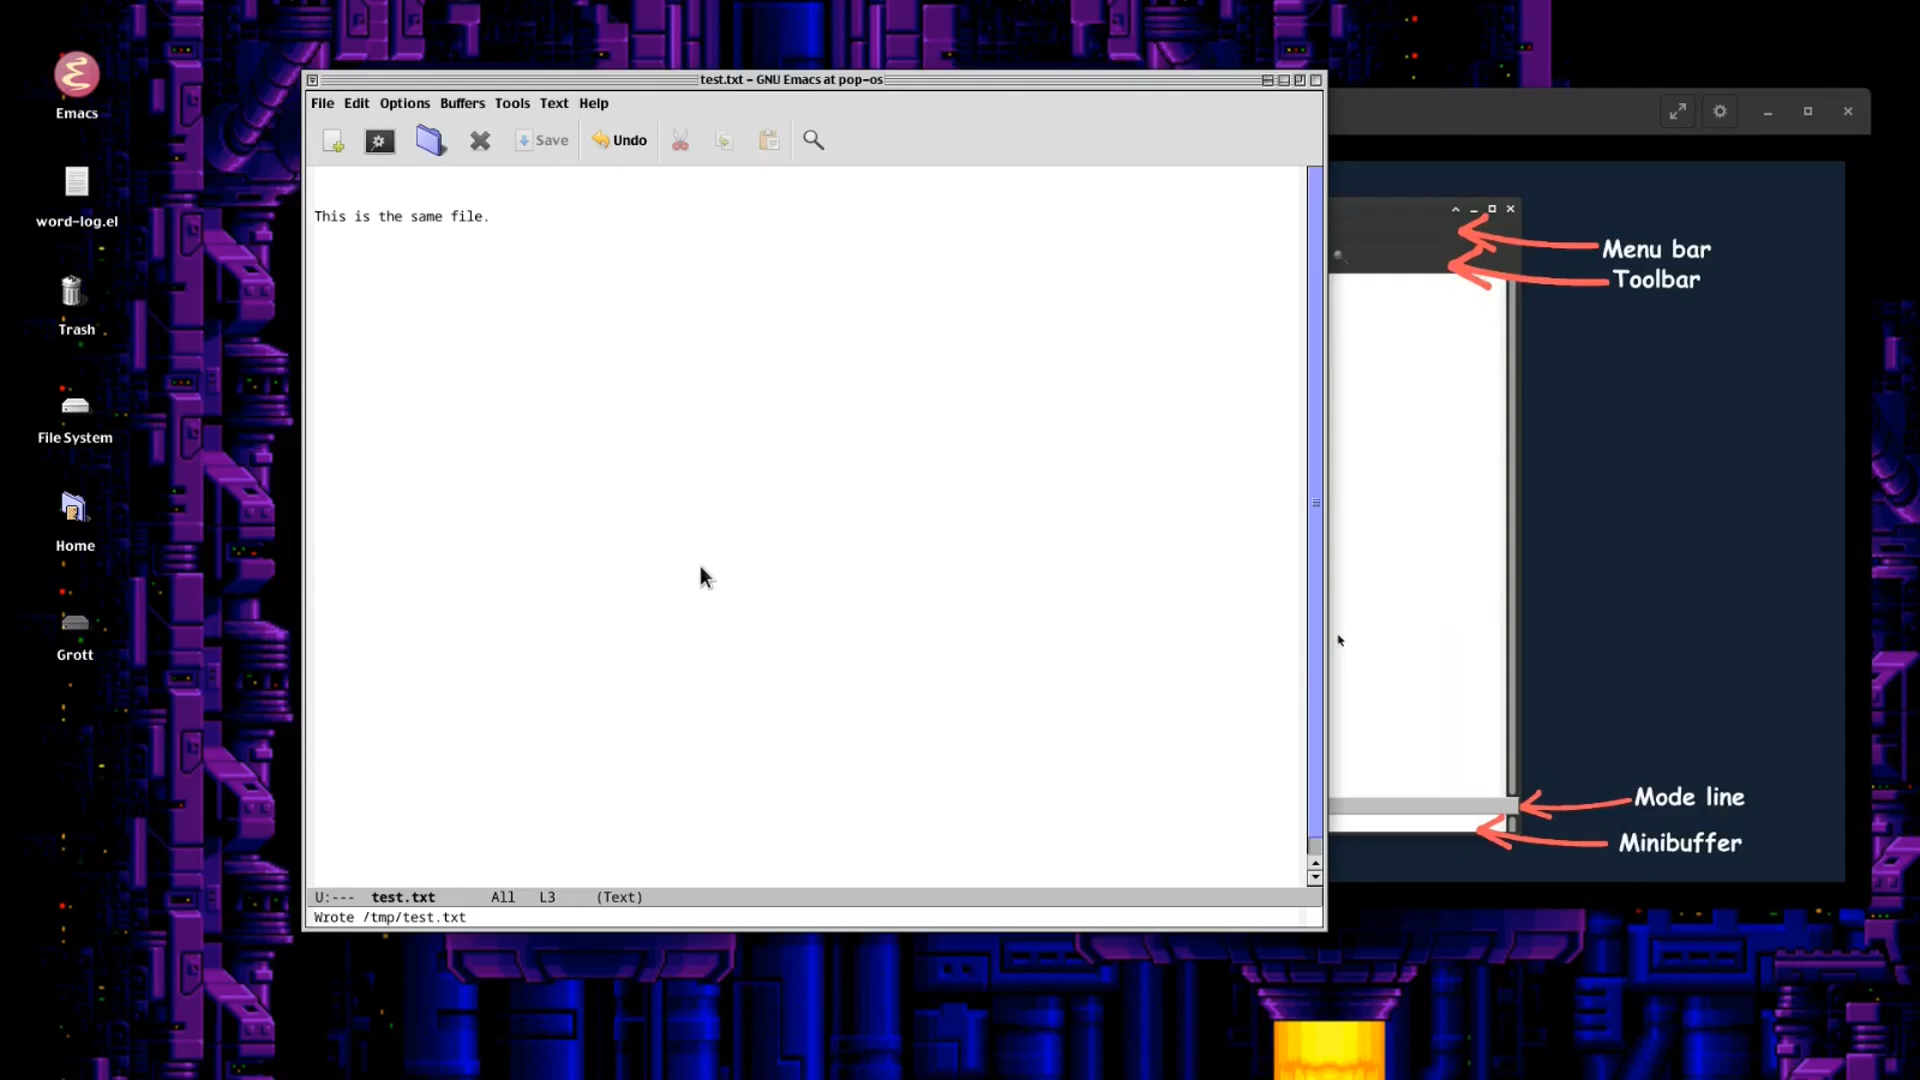 Emacs
word-log.el
Trash
File System
Home
Grott
test.txt – GNU Emacs at pop-os
File Edit Options Buffers Tools Text Help
Save Undo
This is the same file.
U:--- test.txt All L3 (Text)
Wrote /tmp/test.txt
Menu bar
Toolbar
Mode line
Minibuffer